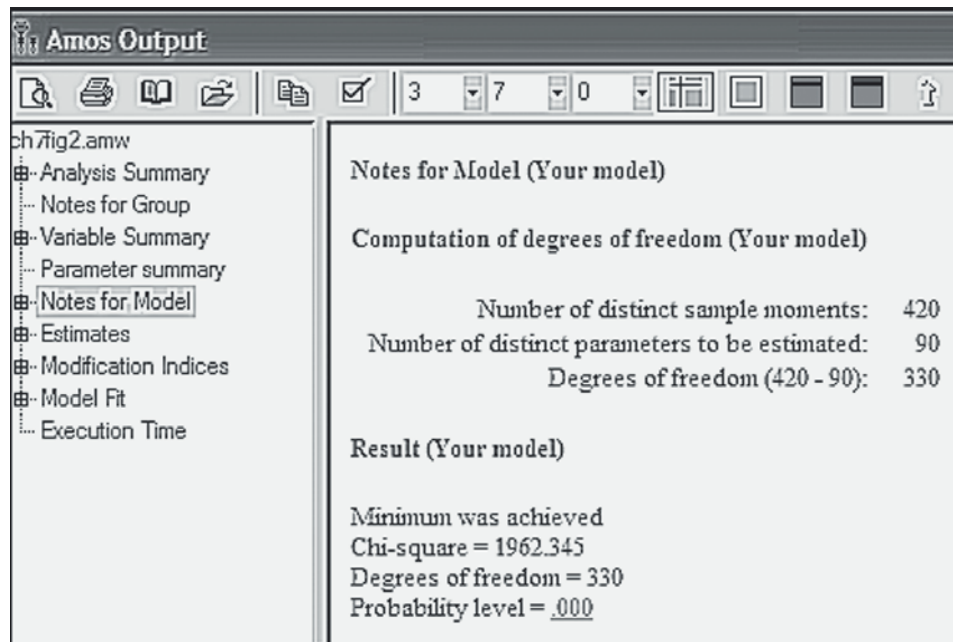 Amos Output
3 7 0
ch7fig2.amw
Analysis Summary
Notes for Group
Variable Summary
Parameter summary
Notes for Model
Estimates
Modification Indices
Model Fit
Execution Time
Notes for Model (Your model)
Computation of degrees of freedom (Your model)
Number of distinct sample moments: 420
Number of distinct parameters to be estimated: 90
Degrees of freedom (420 - 90): 330
Result (Your model)
Minimum was achieved
Chi-square = 1962.345
Degrees of freedom = 330
Probability level = .000